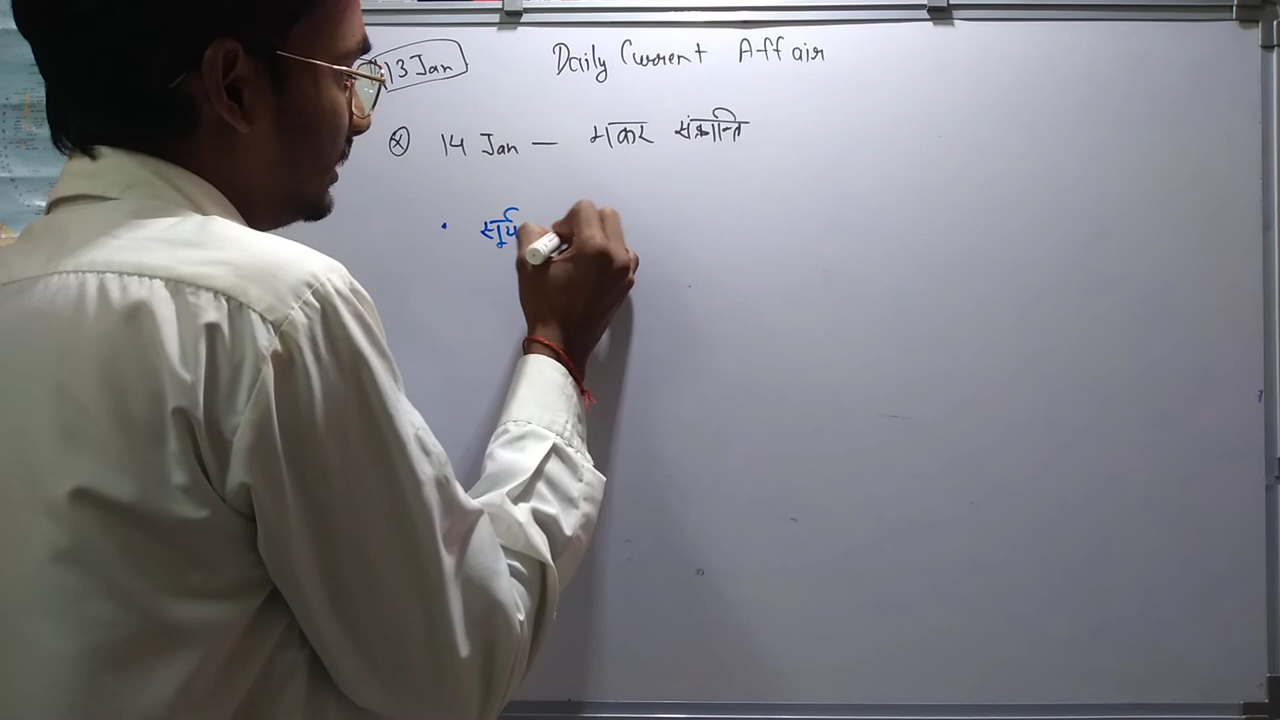 13 Jan
Daily Current Affair
14 Jan — मकर संक्रान्ति
• सूर्य